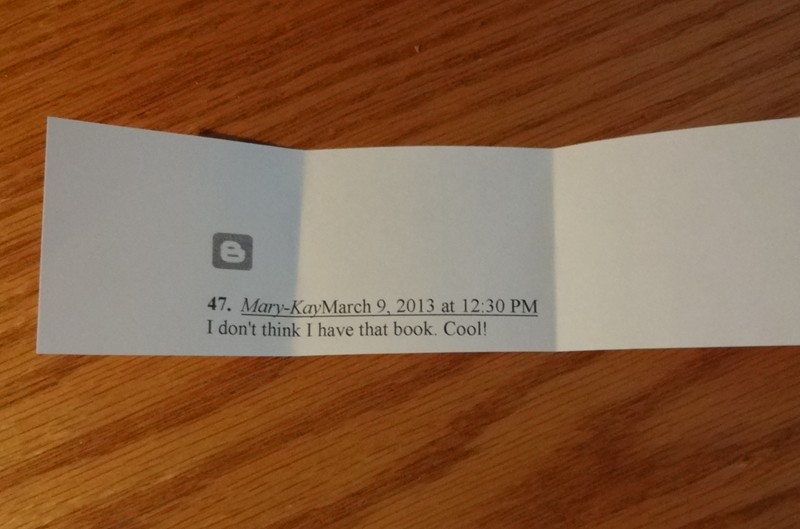 47. Mary-KayMarch 9, 2013 at 12:30 PM
I don't think I have that book. Cool!